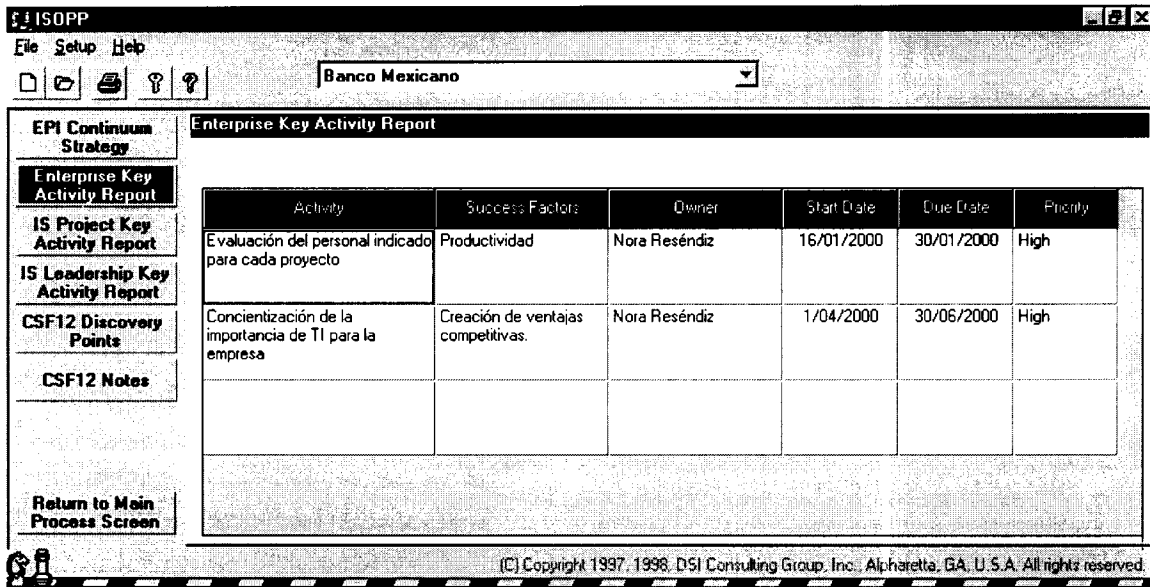 ISOPP
File Setup Help
Banco Mexicano
EPI Continuum
Strategy
Enterprise Key
Activity Report
IS Project Key
Activity Report
IS Leadership Key
Activity Report
CSF12 Discovery
Points
CSF12 Notes
Return to Main
Process Screen
Enterprise Key Activity Report
Activity Success Factors Owner Start Date Due Date Priority
Evaluación del personal indicado Productividad Nora Reséndiz 16/01/2000 30/01/2000 High
para cada proyecto
Concientización de la Creación de ventajas Nora Reséndiz 1/04/2000 30/06/2000 High
importancia de TI para la competitivas.
empresa
(C) Copyright 1997, 1998, DSI Consulting Group, Inc., Alpharetta, GA, U.S.A. All rights reserved.